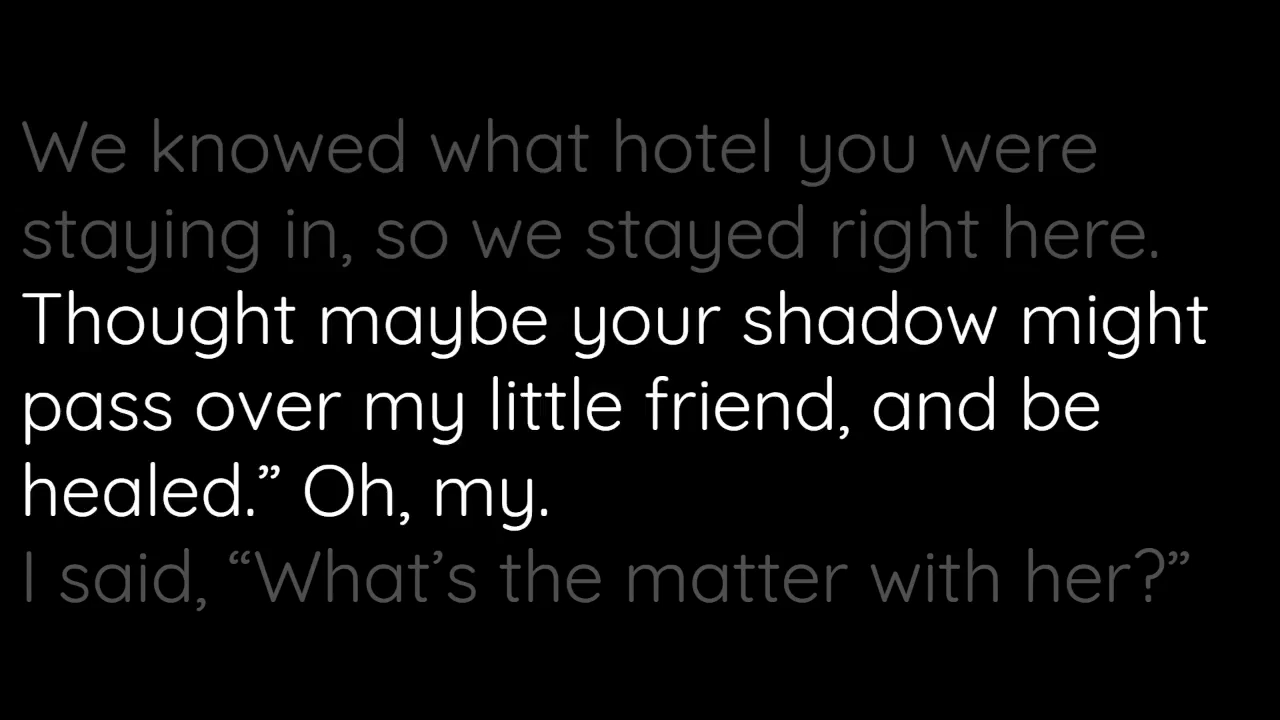 We knowed what hotel you were
staying in, so we stayed right here.
Thought maybe your shadow might
pass over my little friend, and be
healed.” Oh, my.
I said, “What’s the matter with her?”